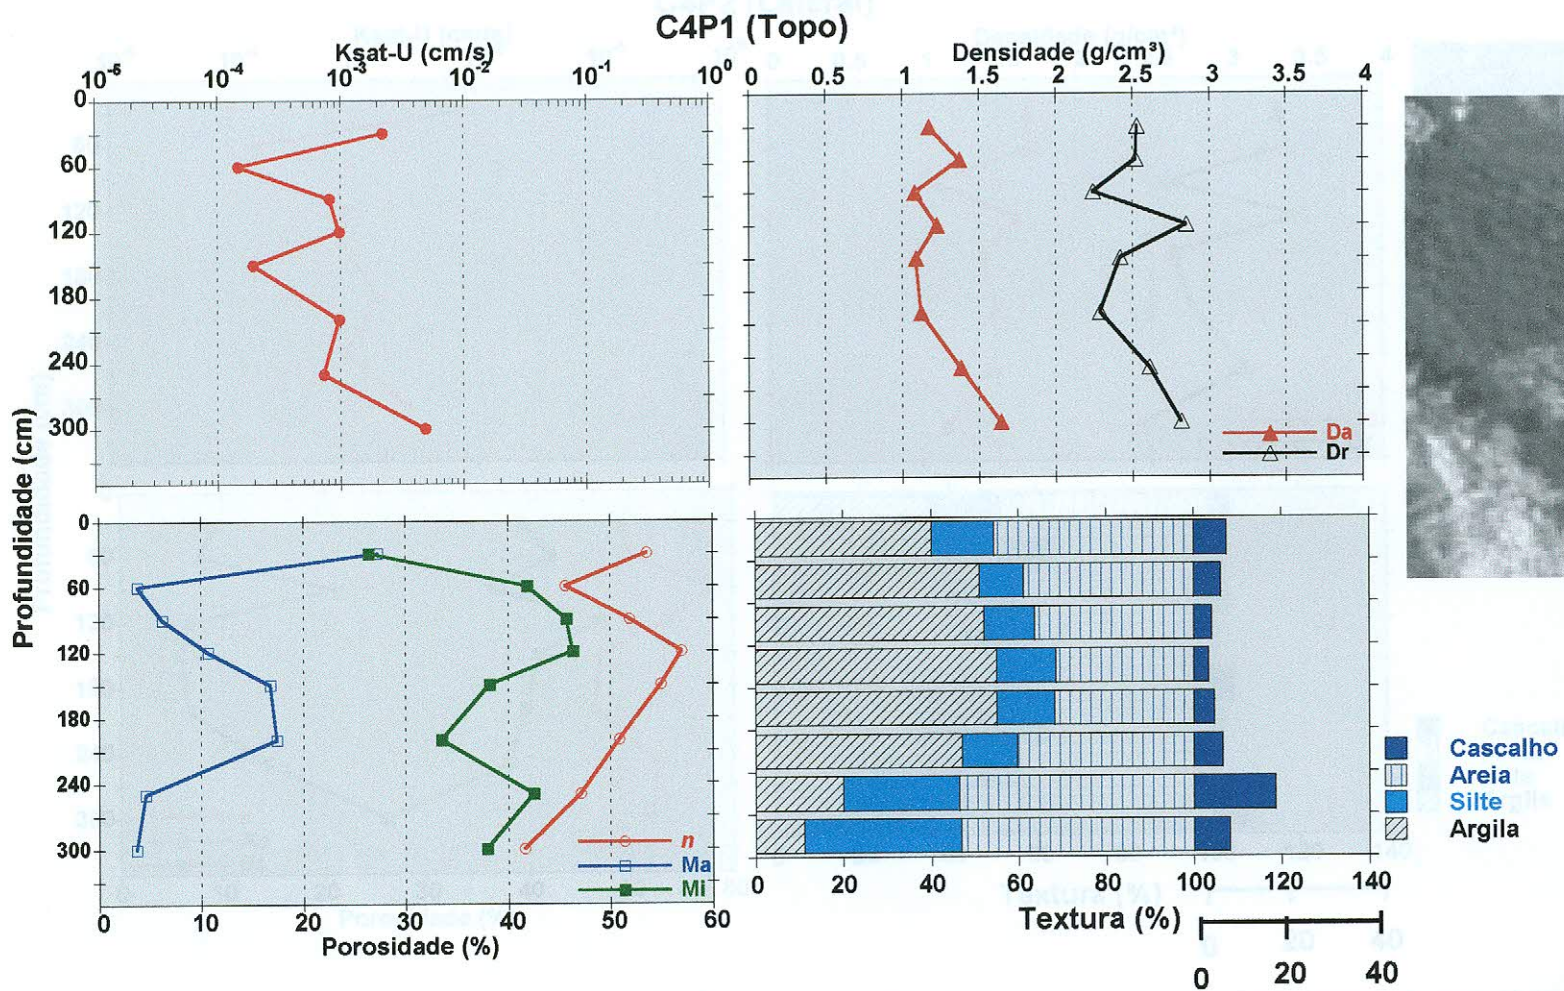 C4P1 (Topo)
Ksat-U (cm/s)
10-5 10-4 10-3 10-2 10-1 100
Densidade (g/cm³)
0 0.5 1 1.5 2 2.5 3 3.5 4
Profundidade (cm)
0
60
120
180
240
300
Da
Dr
0
60
120
180
240
300
n
Ma
Mi
0 10 20 30 40 50 60
Porosidade (%)
Cascalho
Areia
Silte
Argila
0 20 40 60 80 100 120 140
Textura (%)
0 20 40